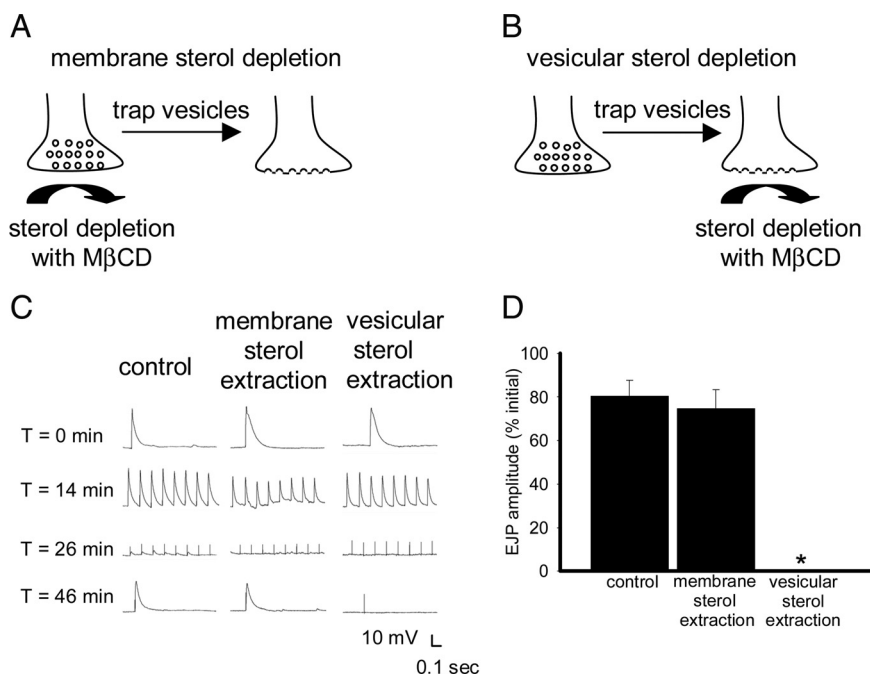 A
membrane sterol depletion
trap vesicles
sterol depletion
with MβCD
B
vesicular sterol depletion
trap vesicles
sterol depletion
with MβCD
C
control
membrane
sterol
extraction
vesicular
sterol
extraction
T = 0 min
T = 14 min
T = 26 min
T = 46 min
10 mV
0.1 sec
D
EJP amplitude (% initial)
100
80
60
40
20
0
*
control
membrane
sterol
extraction
vesicular
sterol
extraction